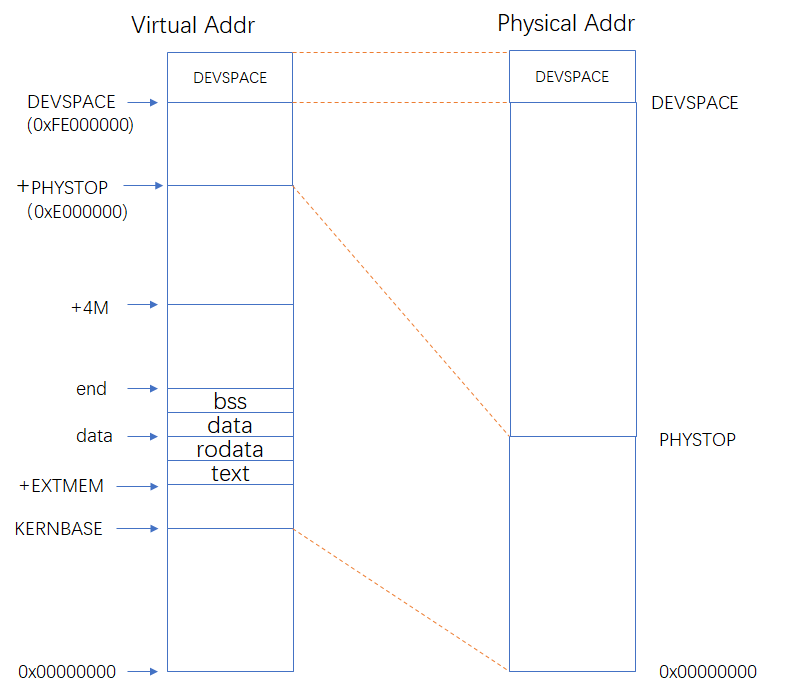 Virtual Addr
Physical Addr
DEVSPACE
DEVSPACE
DEVSPACE
(0xFE000000)
DEVSPACE
+PHYSTOP
(0xE000000)
+4M
end
bss
data
data
PHYSTOP
rodata
text
+EXTMEM
KERNBASE
0x00000000
0x00000000